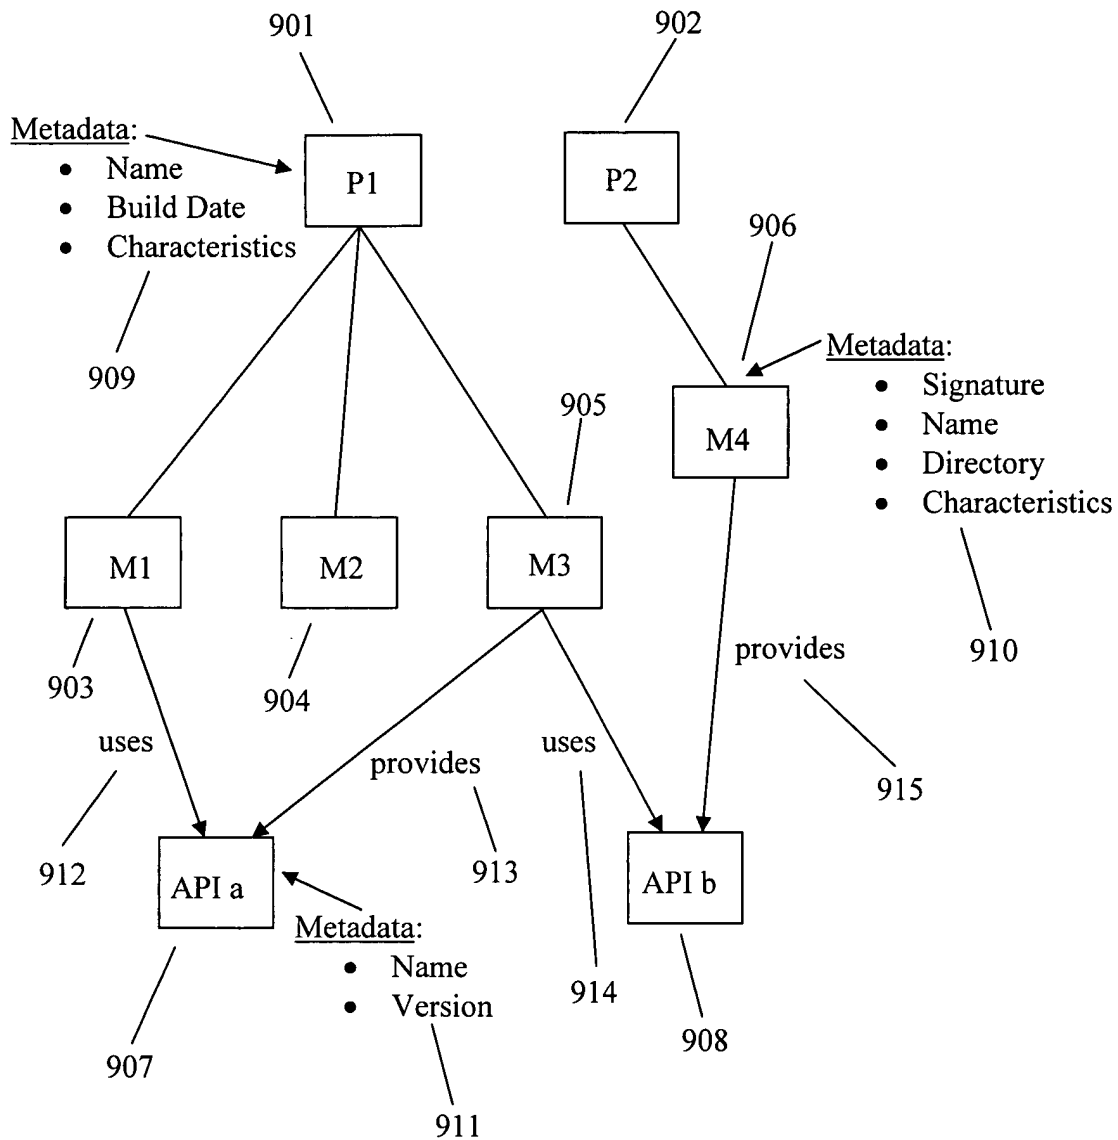 901
902
Metadata:
• Name
• Build Date
• Characteristics
P1
P2
906
909
Metadata:
• Signature
• Name
• Directory
• Characteristics
905
M4
M1
M2
M3
903
904
provides
910
uses
provides
uses
915
912
913
API a
API b
Metadata:
• Name
• Version
914
907
908
911